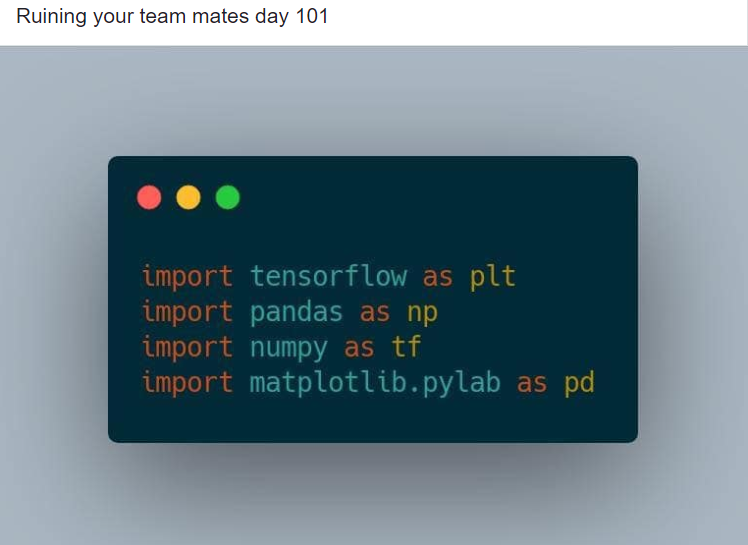 Ruining your team mates day 101
import tensorflow as plt
import pandas as np
import numpy as tf
import matplotlib.pylab as pd